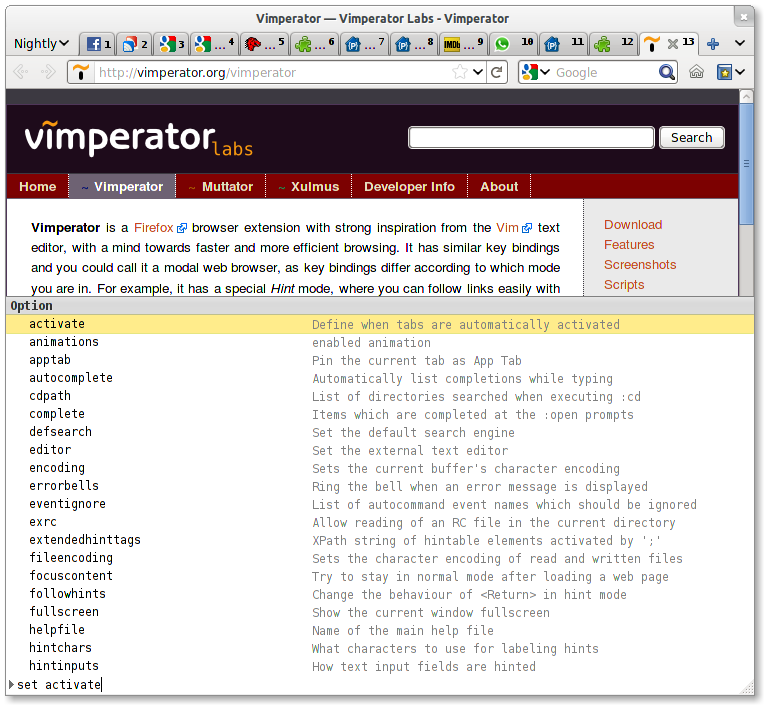 Vimperator — Vimperator Labs - Vimperator
Nightly 1 2 3 ... 4 ... 5 ... 6 ... 7 ... 8 IMDb ... 9 10 11 12 13
http://vimperator.org/vimperator Google
vimperator labs Search
Home ~ Vimperator ~ Muttator ~ Xulmus Developer Info About
Vimperator is a Firefox browser extension with strong inspiration from the Vim text
editor, with a mind towards faster and more efficient browsing. It has similar key bindings
and you could call it a modal web browser, as key bindings differ according to which mode
you are in. For example, it has a special Hint mode, where you can follow links easily with
Download
Features
Screenshots
Scripts
Option
activate Define when tabs are automatically activated
animations enabled animation
apptab Pin the current tab as App Tab
autocomplete Automatically list completions while typing
cdpath List of directories searched when executing :cd
complete Items which are completed at the :open prompts
defsearch Set the default search engine
editor Set the external text editor
encoding Sets the current buffer's character encoding
errorbells Ring the bell when an error message is displayed
eventignore List of autocommand event names which should be ignored
exrc Allow reading of an RC file in the current directory
extendedhinttags XPath string of hintable elements activated by ';'
fileencoding Sets the character encoding of read and written files
focuscontent Try to stay in normal mode after loading a web page
followhints Change the behaviour of <Return> in hint mode
fullscreen Show the current window fullscreen
helpfile Name of the main help file
hintchars What characters to use for labeling hints
hintinputs How text input fields are hinted
set activate